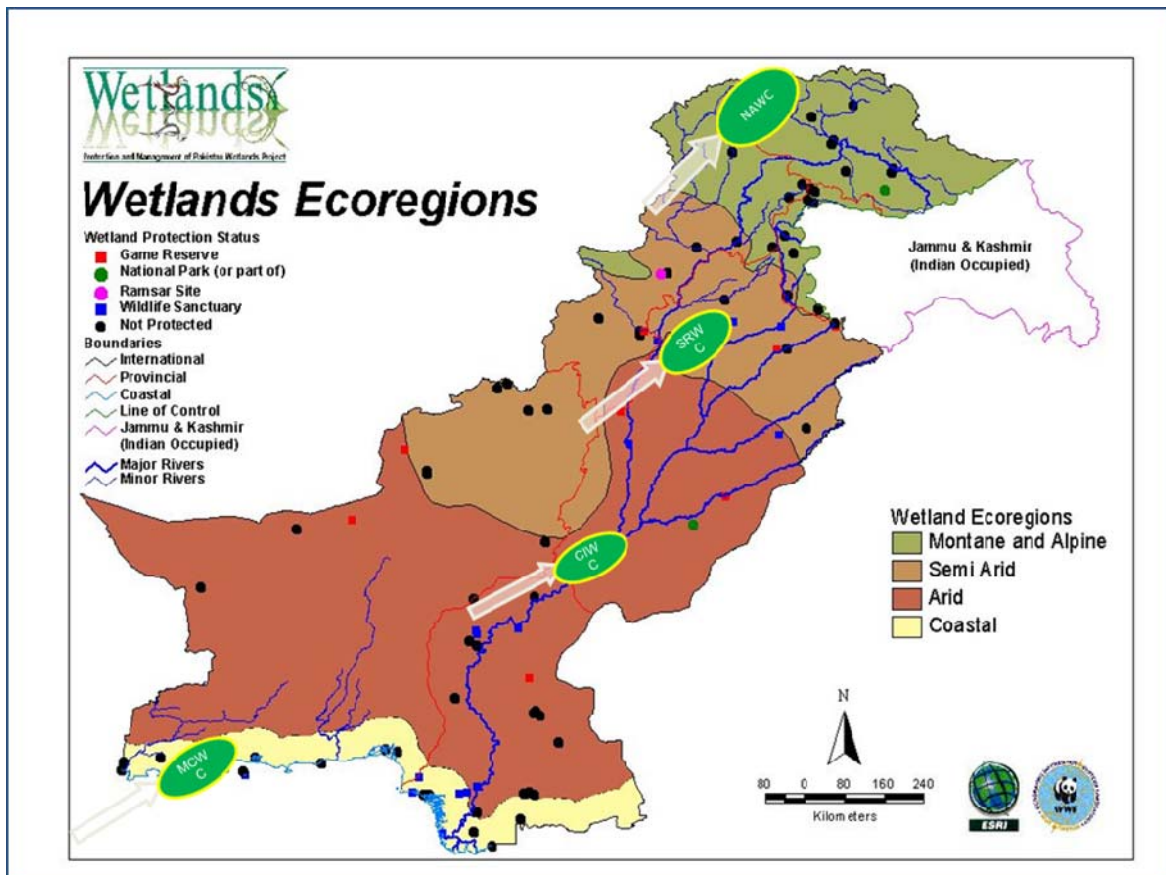 Wetlands
Protection and Management of Pakistan Wetlands Project
Wetlands Ecoregions
Wetland Protection Status
Game Reserve
National Park (or part of)
Ramsar Site
Wildlife Sanctuary
Not Protected
Boundaries
International
Provincial
Coastal
Line of Control
Jammu & Kashmir
(Indian Occupied)
Major Rivers
Minor Rivers
NAWC
Jammu & Kashmir
(Indian Occupied)
SRW
C
CIW
C
MCW
C
Wetland Ecoregions
Montane and Alpine
Semi Arid
Arid
Coastal
N
80 0 80 160 240
Kilometers
ESRI
WWF